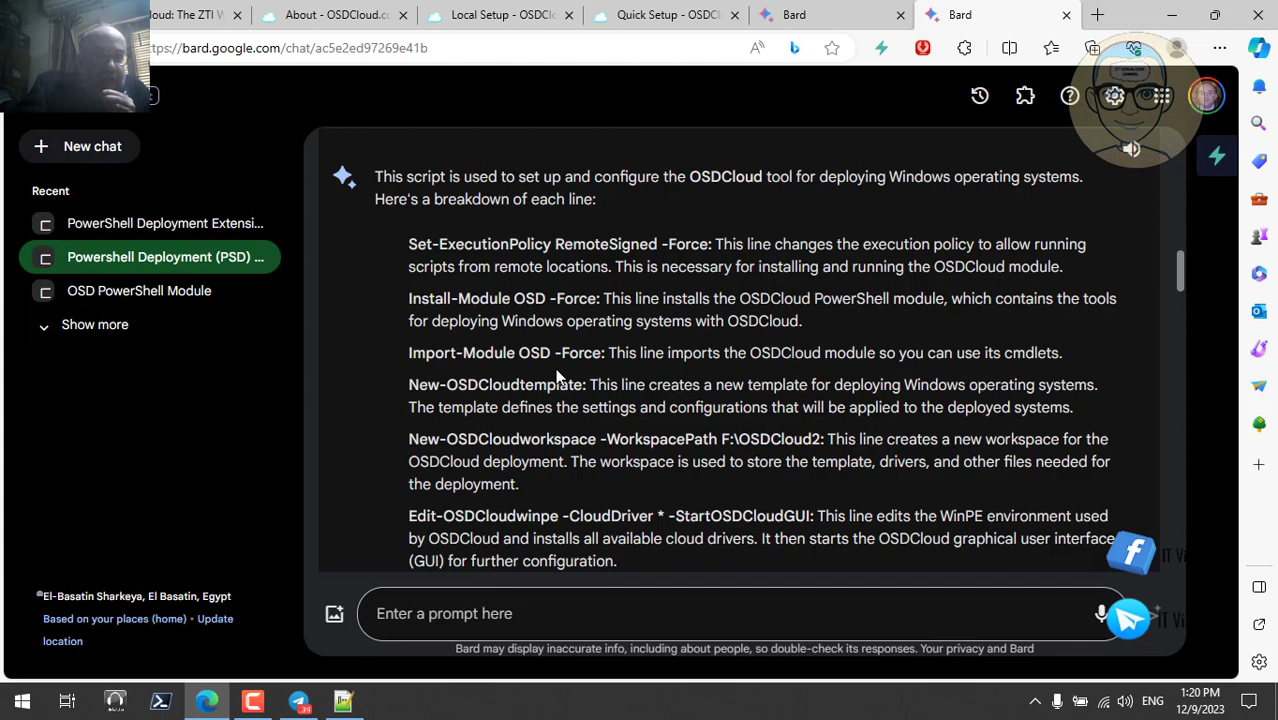 Cloud: The ZTI W
About - OSDCloud.co
Local Setup - OSDClo
Quick Setup - OSDCl
Bard
Bard
ttps://bard.google.com/chat/ac5e2ed97269e41b
New chat
Recent
PowerShell Deployment Extensi...
Powershell Deployment (PSD) ...
OSD PowerShell Module
Show more
This script is used to set up and configure the OSDCloud tool for deploying Windows operating systems.
Here's a breakdown of each line:
Set-ExecutionPolicy RemoteSigned -Force: This line changes the execution policy to allow running
scripts from remote locations. This is necessary for installing and running the OSDCloud module.
Install-Module OSD -Force: This line installs the OSDCloud PowerShell module, which contains the tools
for deploying Windows operating systems with OSDCloud.
Import-Module OSD -Force: This line imports the OSDCloud module so you can use its cmdlets.
New-OSDCloudtemplate: This line creates a new template for deploying Windows operating systems.
The template defines the settings and configurations that will be applied to the deployed systems.
New-OSDCloudworkspace -WorkspacePath F:\OSDCloud2: This line creates a new workspace for the
OSDCloud deployment. The workspace is used to store the template, drivers, and other files needed for
the deployment.
Edit-OSDCloudwinpe -CloudDriver * -StartOSDCloudGUI: This line edits the WinPE environment used
by OSDCloud and installs all available cloud drivers. It then starts the OSDCloud graphical user interface
(GUI) for further configuration.
IT Vi
El-Basatin Sharkeya, El Basatin, Egypt
Based on your places (home) • Update
location
Enter a prompt here
IT Vi
Bard may display inaccurate info, including about people, so double-check its responses. Your privacy and Bard
39
ENG
1:20 PM
12/9/2023